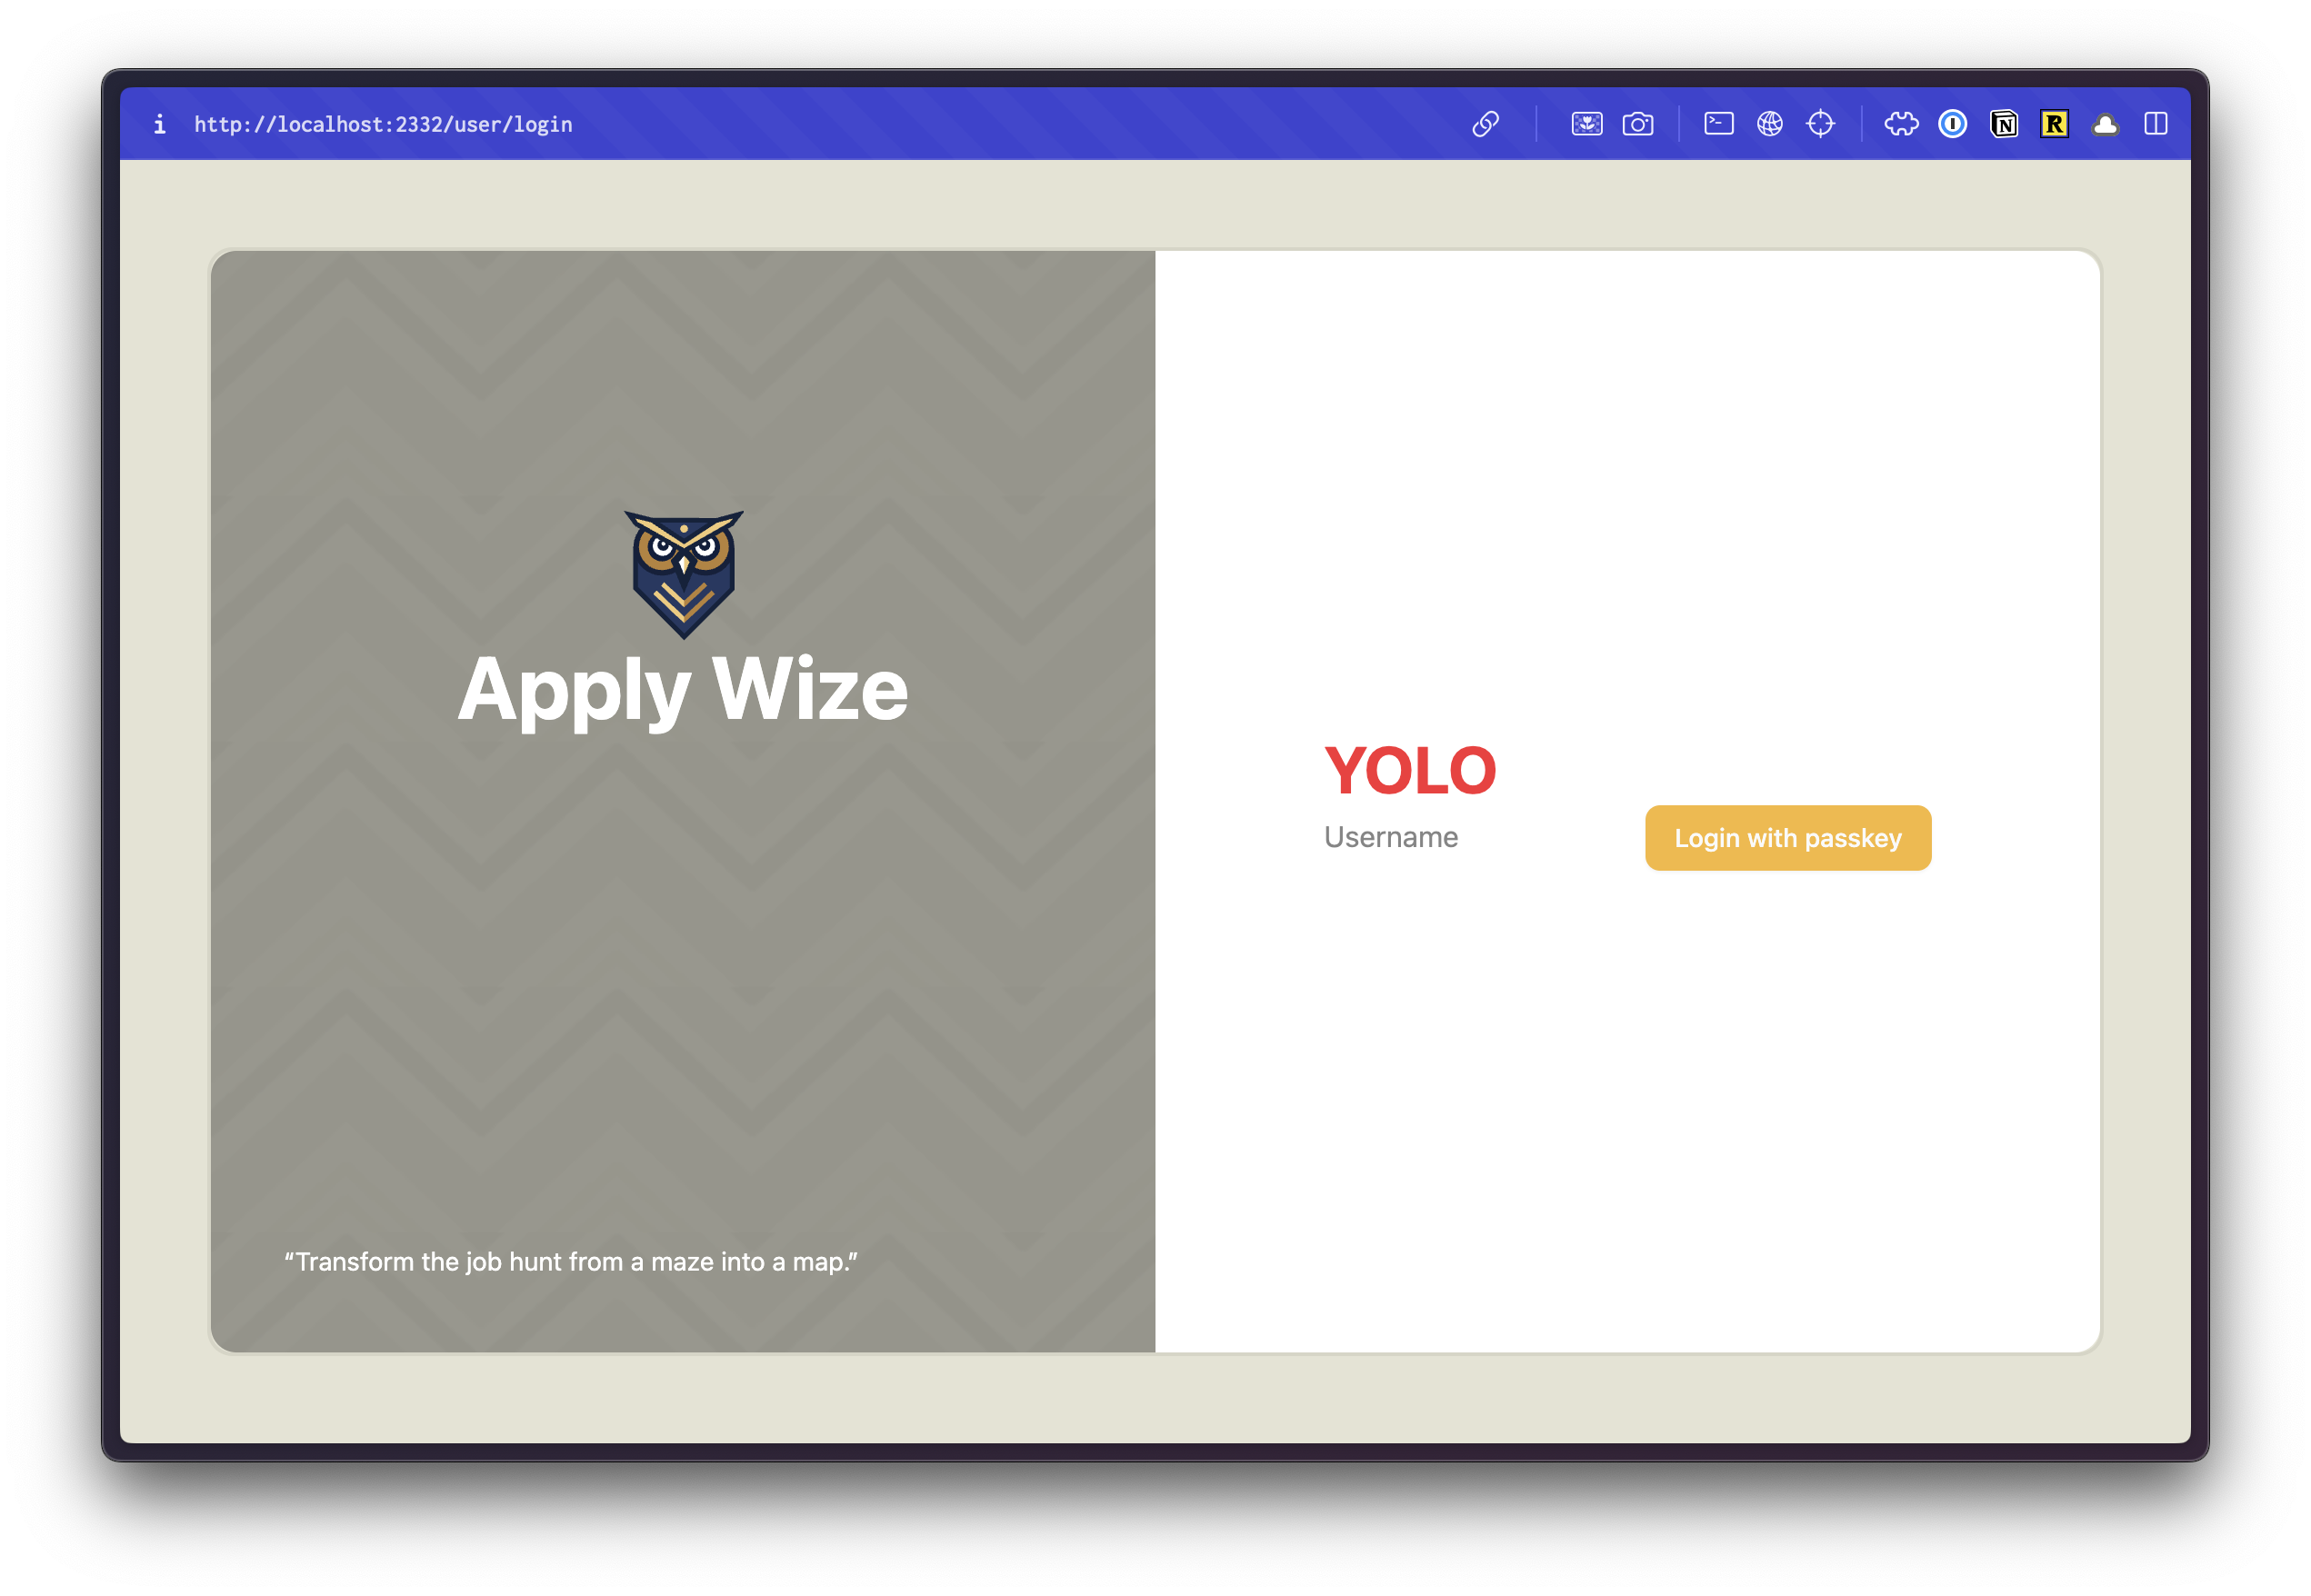 i http://localhost:2332/user/login
Apply Wize
“Transform the job hunt from a maze into a map.”
YOLO
Username
Login with passkey